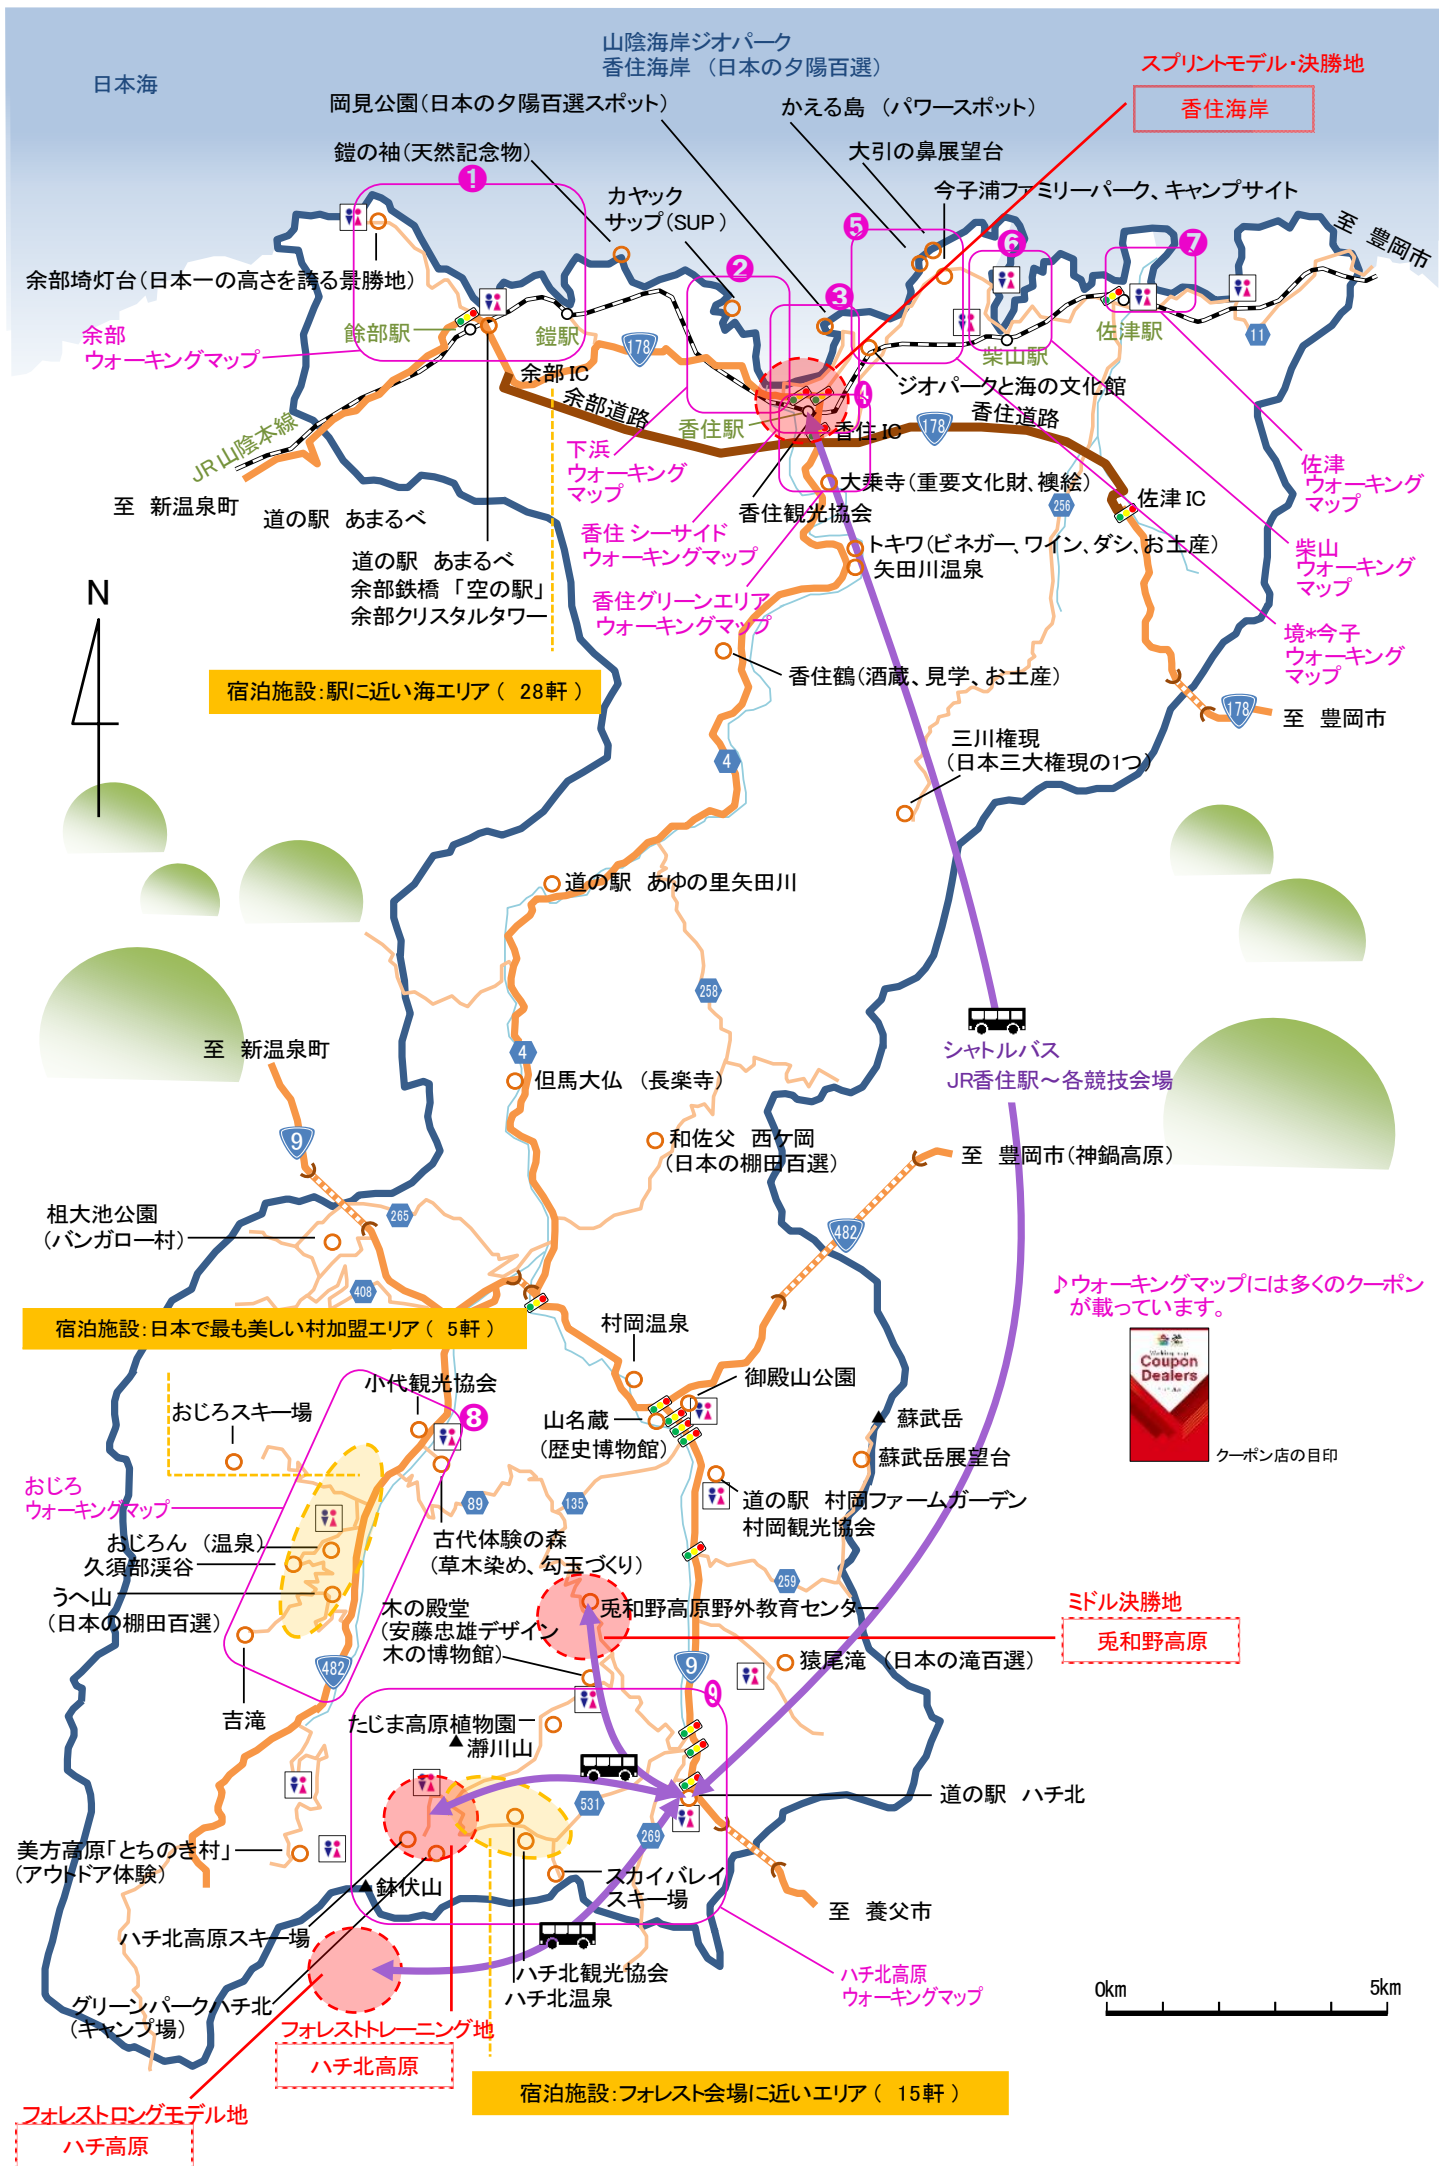 山陰海岸ジオパーク
香住海岸 （日本の夕陽百選）
日本海
スプリントモデル・決勝地
香住海岸
岡見公園（日本の夕陽百選スポット）
かえる島 （パワースポット）
鎧の袖（天然記念物）
大引の鼻展望台
カヤック
サップ（SUP）
今子浦ファミリーパーク、キャンプサイト
至 豊岡市
1
2
3
4
5
6
7
余部埼灯台（日本一の高さを誇る景勝地）
余部
ウォーキングマップ
餘部駅
鎧駅
178
柴山駅
佐津駅
11
余部 IC
余部道路
ジオパークと海の文化館
香住道路
178
香住駅
香住 IC
JR 山陰本線
下浜
ウォーキング
マップ
佐津
ウォーキング
マップ
至 新温泉町
道の駅 あまるべ
大乗寺（重要文化財、襖絵）
香住観光協会
256
佐津 IC
香住 シーサイド
ウォーキングマップ
トキワ（ビネガー、ワイン、ダシ、お土産）
矢田川温泉
柴山
ウォーキング
マップ
道の駅 あまるべ
余部鉄橋 「空の駅」
余部クリスタルタワー
N
香住グリーンエリア
ウォーキングマップ
境*今子
ウォーキング
マップ
香住鶴（酒蔵、見学、お土産）
宿泊施設：駅に近い海エリア（ 28軒 ）
178
至 豊岡市
三川権現
（日本三大権現の1つ）
4
道の駅 あゆの里矢田川
258
シャトルバス
JR香住駅～各競技会場
至 新温泉町
4
但馬大仏 （長楽寺）
9
和佐父 西ケ岡
（日本の棚田百選）
至 豊岡市（神鍋高原）
祖大池公園
（バンガロー村）
265
482
408
♪ウォーキングマップには多くのクーポン
が載っています。
宿泊施設：日本で最も美しい村加盟エリア（ 5軒 ）
村岡温泉
Coupon
Dealers
クーポン店の目印
小代観光協会
御殿山公園
おじろスキー場
8
山名蔵
（歴史博物館）
蘇武岳
蘇武岳展望台
おじろ
ウォーキングマップ
89
135
道の駅 村岡ファームガーデン
村岡観光協会
古代体験の森
（草木染め、勾玉づくり）
おじろん （温泉）
久須部渓谷
259
うへ山
（日本の棚田百選）
木の殿堂
（安藤忠雄デザイン
木の博物館）
兎和野高原野外教育センター
ミドル決勝地
兎和野高原
482
9
猿尾滝 （日本の滝百選）
吉滝
9
たじま高原植物園
瀞川山
道の駅 ハチ北
531
269
美方高原「とちのき村」
（アウトドア体験）
スカイバレイ
スキー場
鉢伏山
至 養父市
ハチ北高原スキー場
ハチ北観光協会
ハチ北温泉
ハチ北高原
ウォーキングマップ
0km
5km
グリーンパークハチ北
（キャンプ場）
フォレストトレーニング地
ハチ北高原
宿泊施設：フォレスト会場に近いエリア（ 15軒 ）
フォレストロングモデル地
ハチ高原